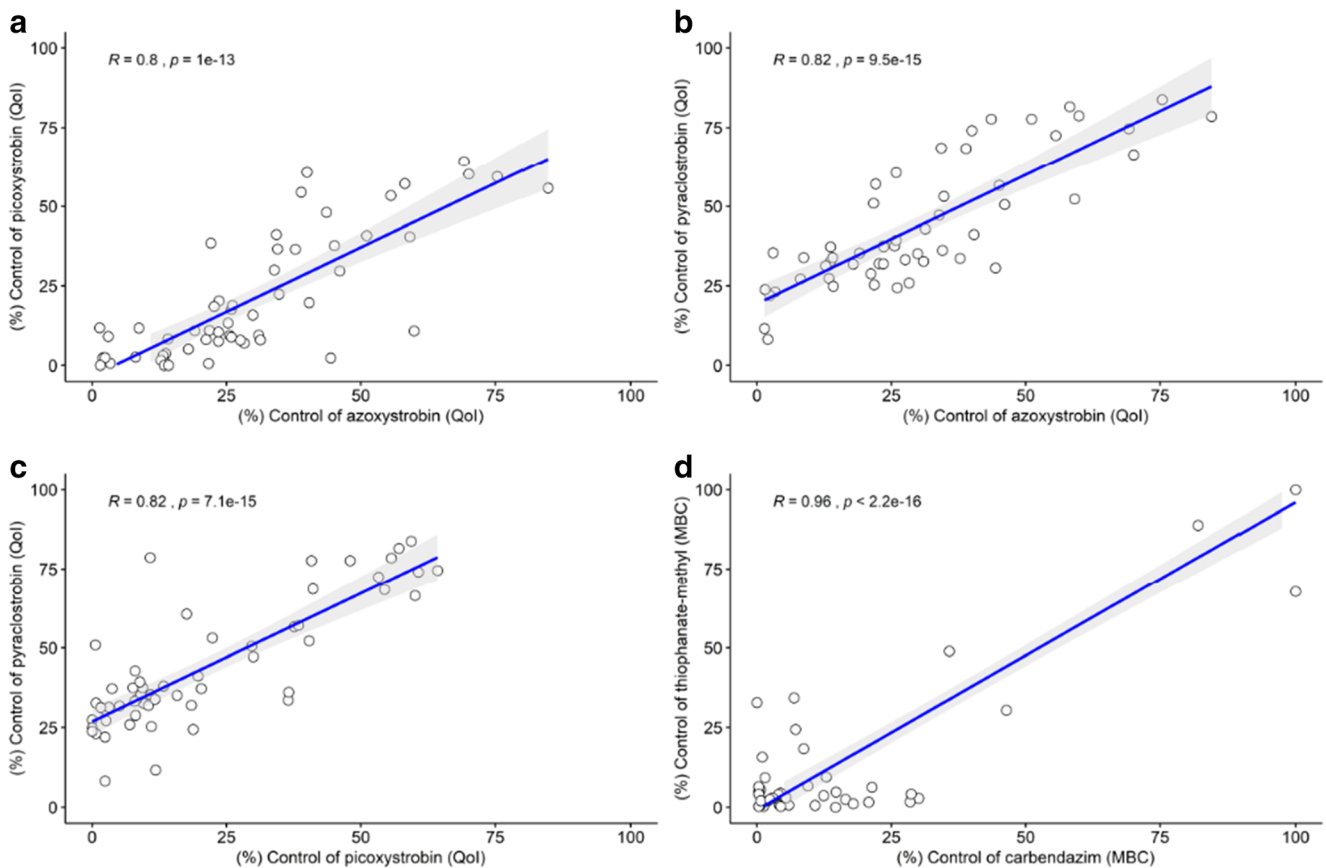 a
R = 0.8 , p = 1e-13
(%) Control of picoxystrobin (QoI)
100
75
50
25
0
0 25 50 75 100
(%) Control of azoxystrobin (QoI)
b
R = 0.82 , p = 9.5e-15
(%) Control of pyraclostrobin (QoI)
100
75
50
25
0
0 25 50 75 100
(%) Control of azoxystrobin (QoI)
c
R = 0.82 , p = 7.1e-15
(%) Control of pyraclostrobin (QoI)
100
75
50
25
0
0 25 50 75 100
(%) Control of picoxystrobin (QoI)
d
R = 0.96 , p < 2.2e-16
(%) Control of thiophanate-methyl (MBC)
100
75
50
25
0
0 25 50 75 100
(%) Control of carbendazim (MBC)